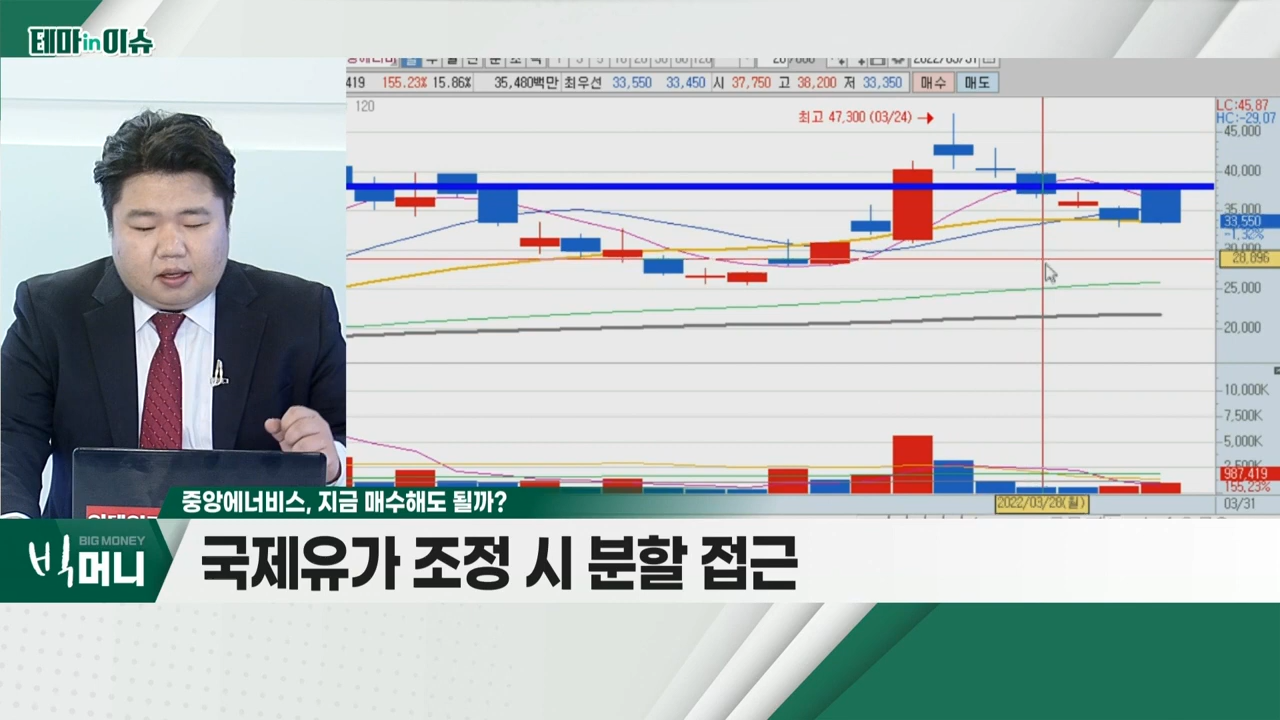 테마in이슈
2022/03/31
419 155.23% 15.86% 35,480백만 최우선 33,550 33,450 시 37,750 고 38,200 저 33,350 매수 매도
120
최고 47,300 (03/24)
LC:45.87
HC:-29.07
45,000
40,000
35,000
33,550
-1.32%
30,000
28,896
25,000
20,000
10,000K
7,500K
5,000K
2,500K
987,419
155.23%
2022/03/28(월)
03/31
중앙에너비스, 지금 매수해도 될까?
BIG MONEY
빅머니
국제유가 조정 시 분할 접근